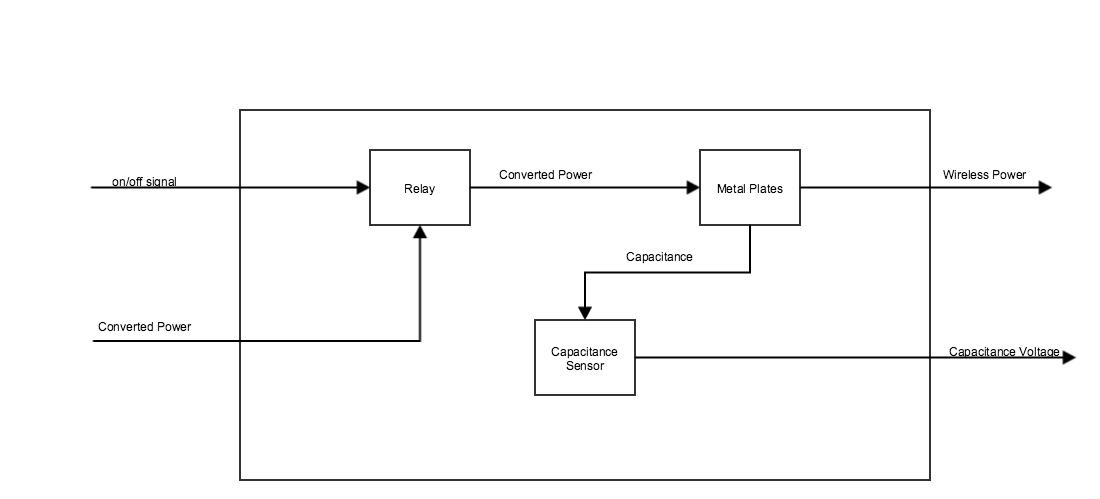 on/off signal
Relay
Converted Power
Metal Plates
Wireless Power
Capacitance
Converted Power
Capacitance
Sensor
Capacitance Voltage